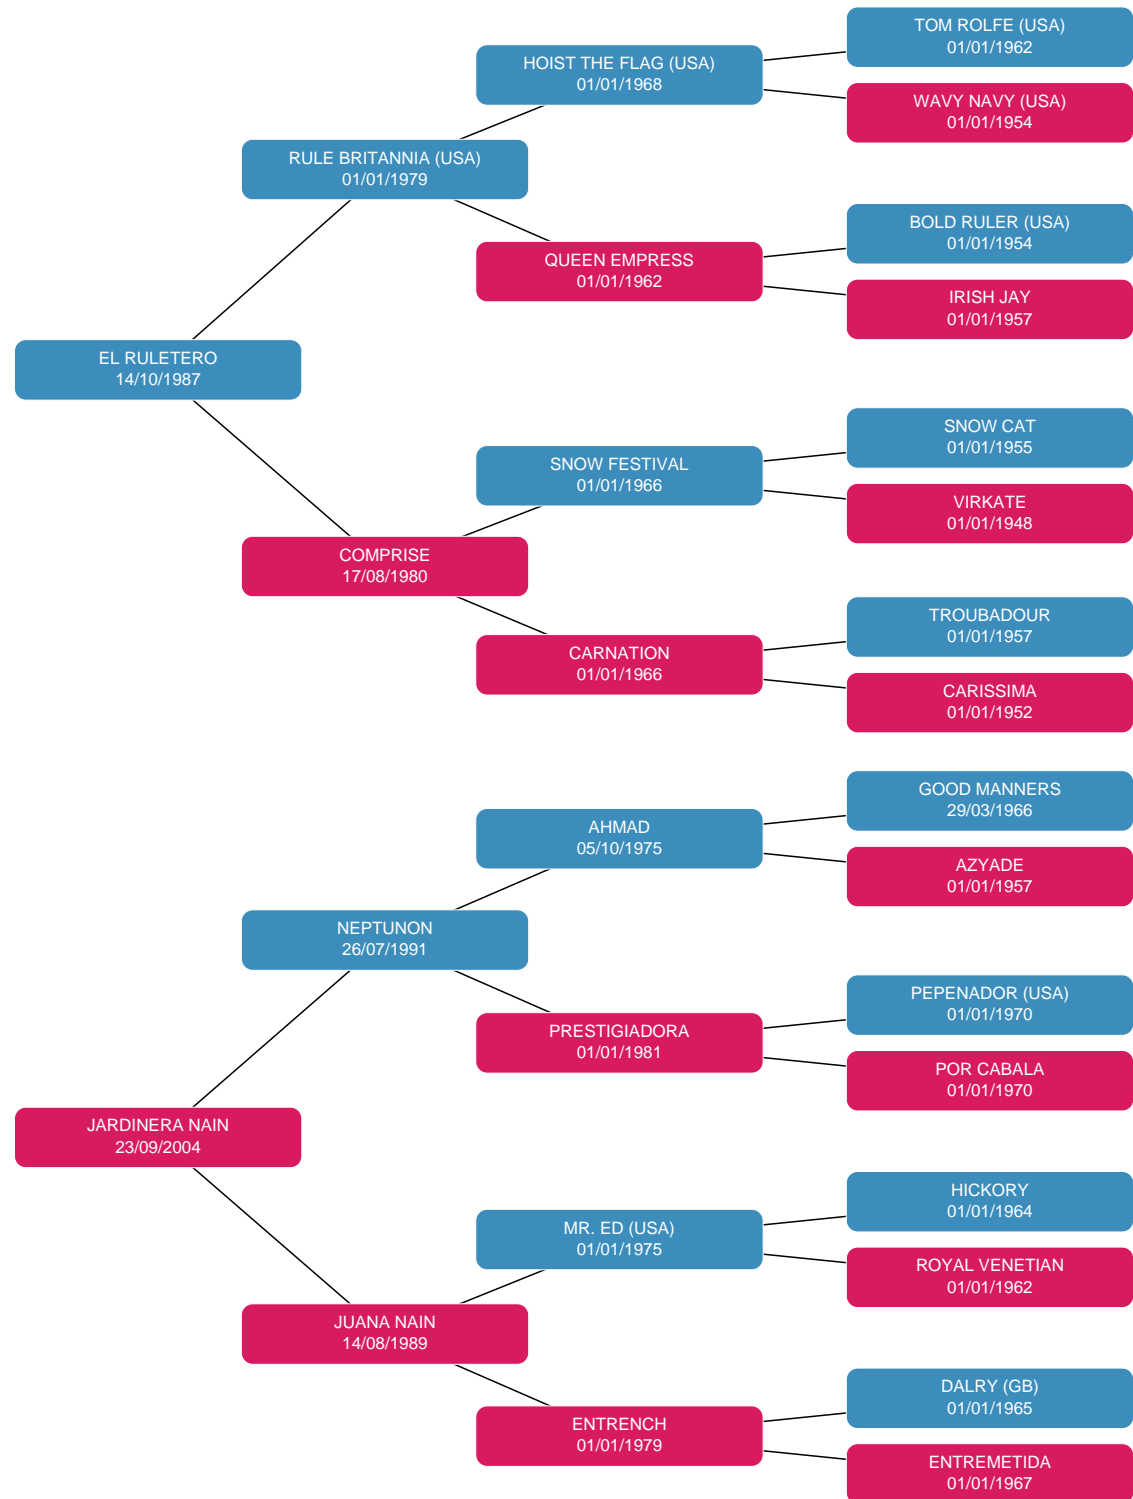 TOM ROLFE (USA)
01/01/1962
HOIST THE FLAG (USA)
01/01/1968
WAVY NAVY (USA)
01/01/1954
RULE BRITANNIA (USA)
01/01/1979
BOLD RULER (USA)
01/01/1954
QUEEN EMPRESS
01/01/1962
IRISH JAY
01/01/1957
EL RULETERO
14/10/1987
SNOW CAT
01/01/1955
SNOW FESTIVAL
01/01/1966
VIRKATE
01/01/1948
COMPRISE
17/08/1980
TROUBADOUR
01/01/1957
CARNATION
01/01/1966
CARISSIMA
01/01/1952
GOOD MANNERS
29/03/1966
AHMAD
05/10/1975
AZYADE
01/01/1957
NEPTUNON
26/07/1991
PEPENADOR (USA)
01/01/1970
PRESTIGIADORA
01/01/1981
POR CABALA
01/01/1970
JARDINERA NAIN
23/09/2004
HICKORY
01/01/1964
MR. ED (USA)
01/01/1975
ROYAL VENETIAN
01/01/1962
JUANA NAIN
14/08/1989
DALRY (GB)
01/01/1965
ENTRENCH
01/01/1979
ENTREMETIDA
01/01/1967